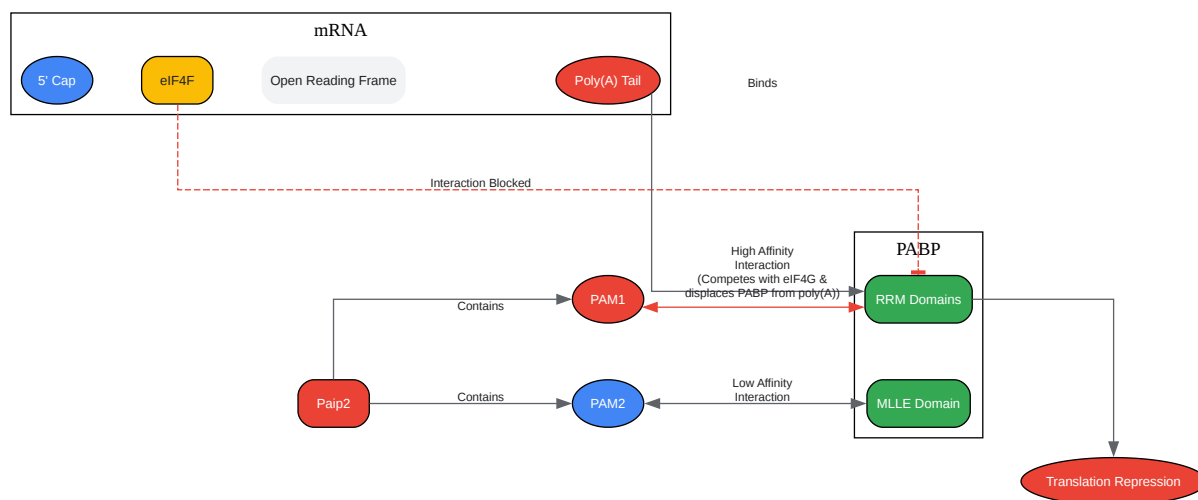 mRNA
5' Cap
eIF4F
Open Reading Frame
Poly(A) Tail
Binds
Interaction Blocked
PABP
High Affinity
Interaction
(Competes with eIF4G &
displaces PABP from poly(A))
PAM1
RRM Domains
Contains
Paip2
Contains
PAM2
Low Affinity
Interaction
MLLE Domain
Translation Repression